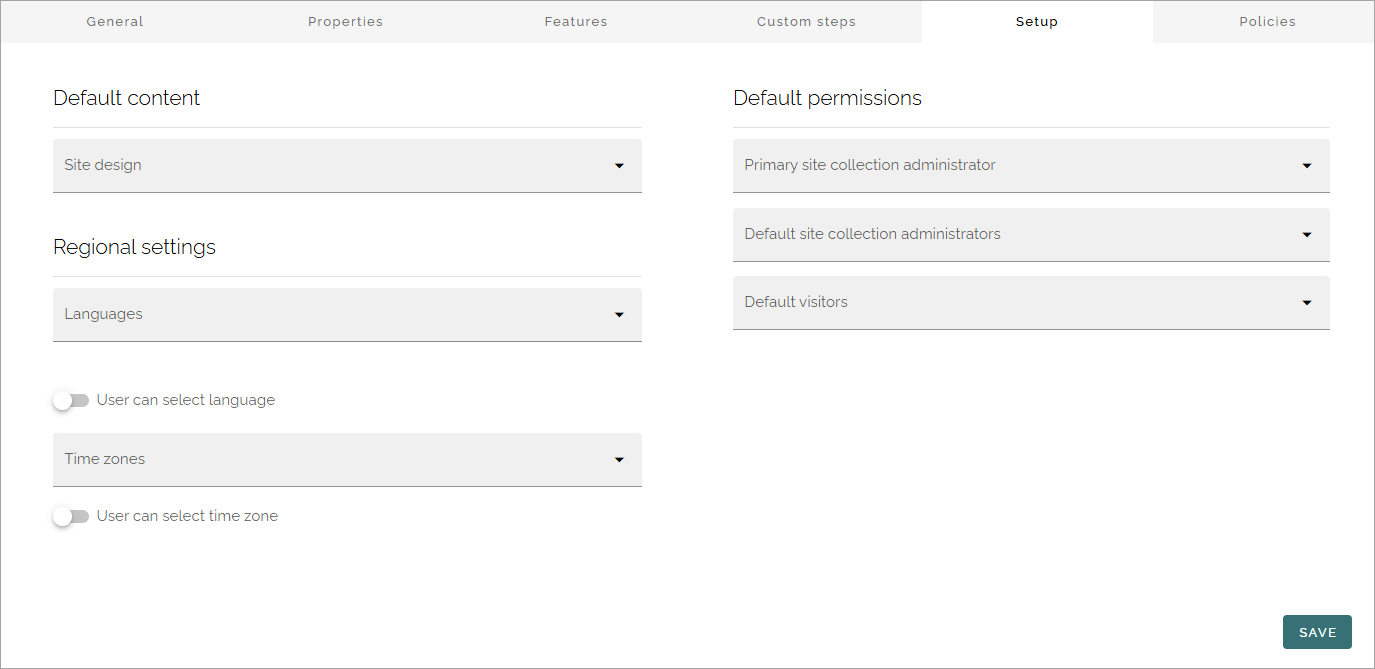 General
Properties
Features
Custom steps
Setup
Policies
Default content
Site design
Regional settings
Languages
User can select language
Time zones
User can select time zone
Default permissions
Primary site collection administrator
Default site collection administrators
Default visitors
SAVE